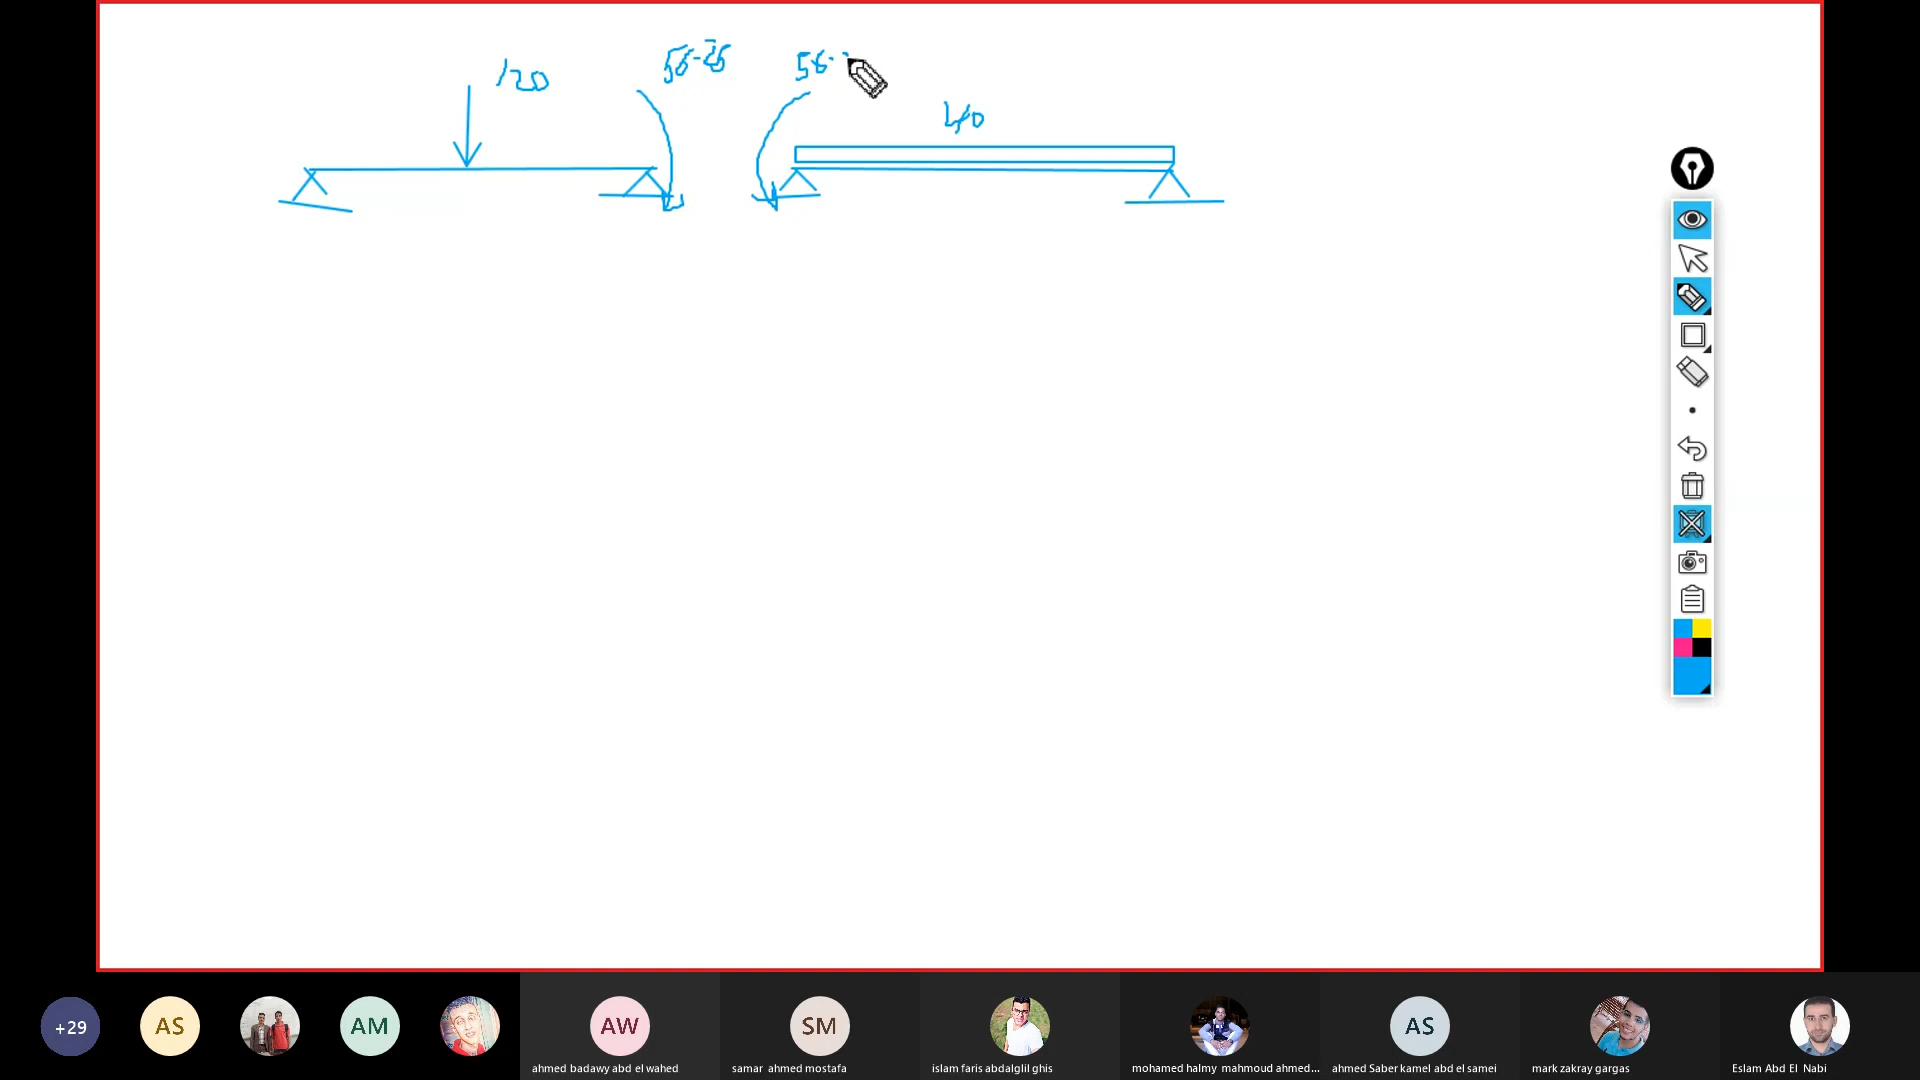 120
56-25
56.
40
+29
AS
AM
AW
SM
AS
ahmed badawy abd el wahed
samar ahmed mostafa
islam faris abdalglil ghis
mohamed halmy mahmoud ahmed...
ahmed Saber kamel abd el samei
mark zakray gargas
Eslam Abd El Nabi